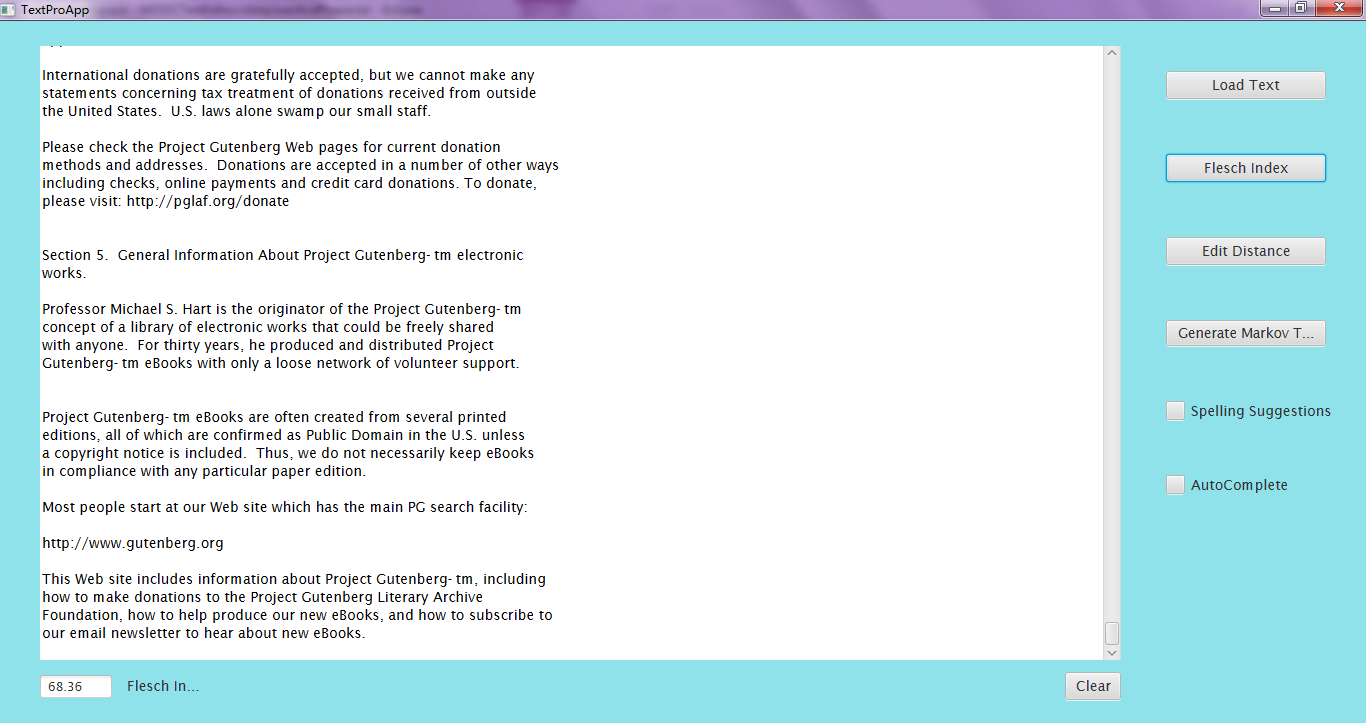 TextProApp
International donations are gratefully accepted, but we cannot make any
statements concerning tax treatment of donations received from outside
the United States.  U.S. laws alone swamp our small staff.
Please check the Project Gutenberg Web pages for current donation
methods and addresses.  Donations are accepted in a number of other ways
including checks, online payments and credit card donations. To donate,
please visit: http://pglaf.org/donate
Section 5.  General Information About Project Gutenberg-tm electronic
works.
Professor Michael S. Hart is the originator of the Project Gutenberg-tm
concept of a library of electronic works that could be freely shared
with anyone.  For thirty years, he produced and distributed Project
Gutenberg-tm eBooks with only a loose network of volunteer support.
Project Gutenberg-tm eBooks are often created from several printed
editions, all of which are confirmed as Public Domain in the U.S. unless
a copyright notice is included.  Thus, we do not necessarily keep eBooks
in compliance with any particular paper edition.
Most people start at our Web site which has the main PG search facility:
http://www.gutenberg.org
This Web site includes information about Project Gutenberg-tm, including
how to make donations to the Project Gutenberg Literary Archive
Foundation, how to help produce our new eBooks, and how to subscribe to
our email newsletter to hear about new eBooks.
68.36
Flesch In...
Clear
Load Text
Flesch Index
Edit Distance
Generate Markov T...
Spelling Suggestions
AutoComplete